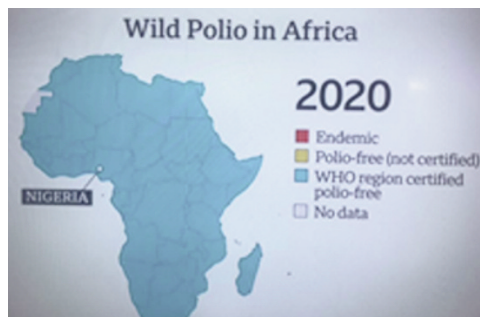 Wild Polio in Africa
2020
Endemic
Polio-free (not certified)
WHO region certified
polio-free
No data
NIGERIA